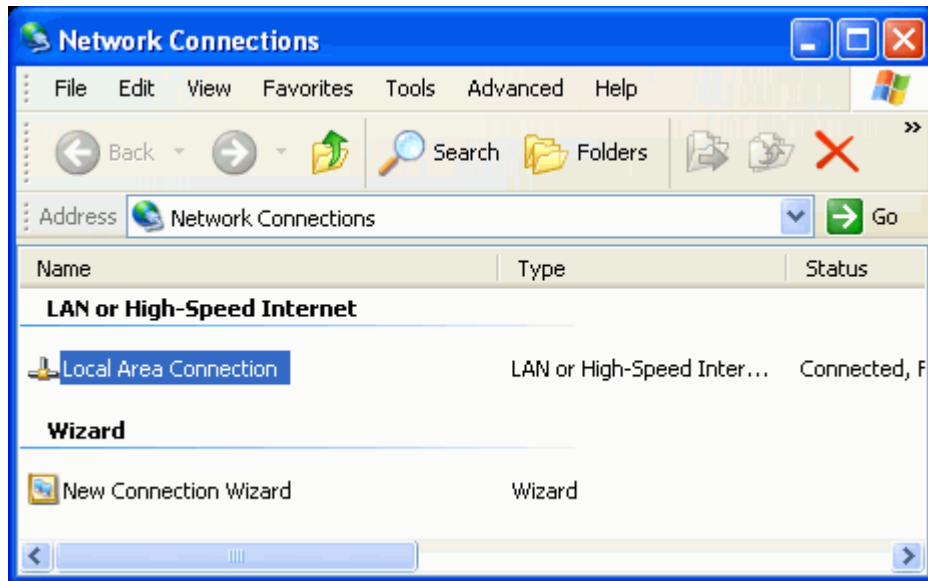 Network Connections
File Edit View Favorites Tools Advanced Help
Back Search Folders »
Address Network Connections Go
Name Type Status
LAN or High-Speed Internet
Local Area Connection LAN or High-Speed Inter... Connected, F
Wizard
New Connection Wizard Wizard